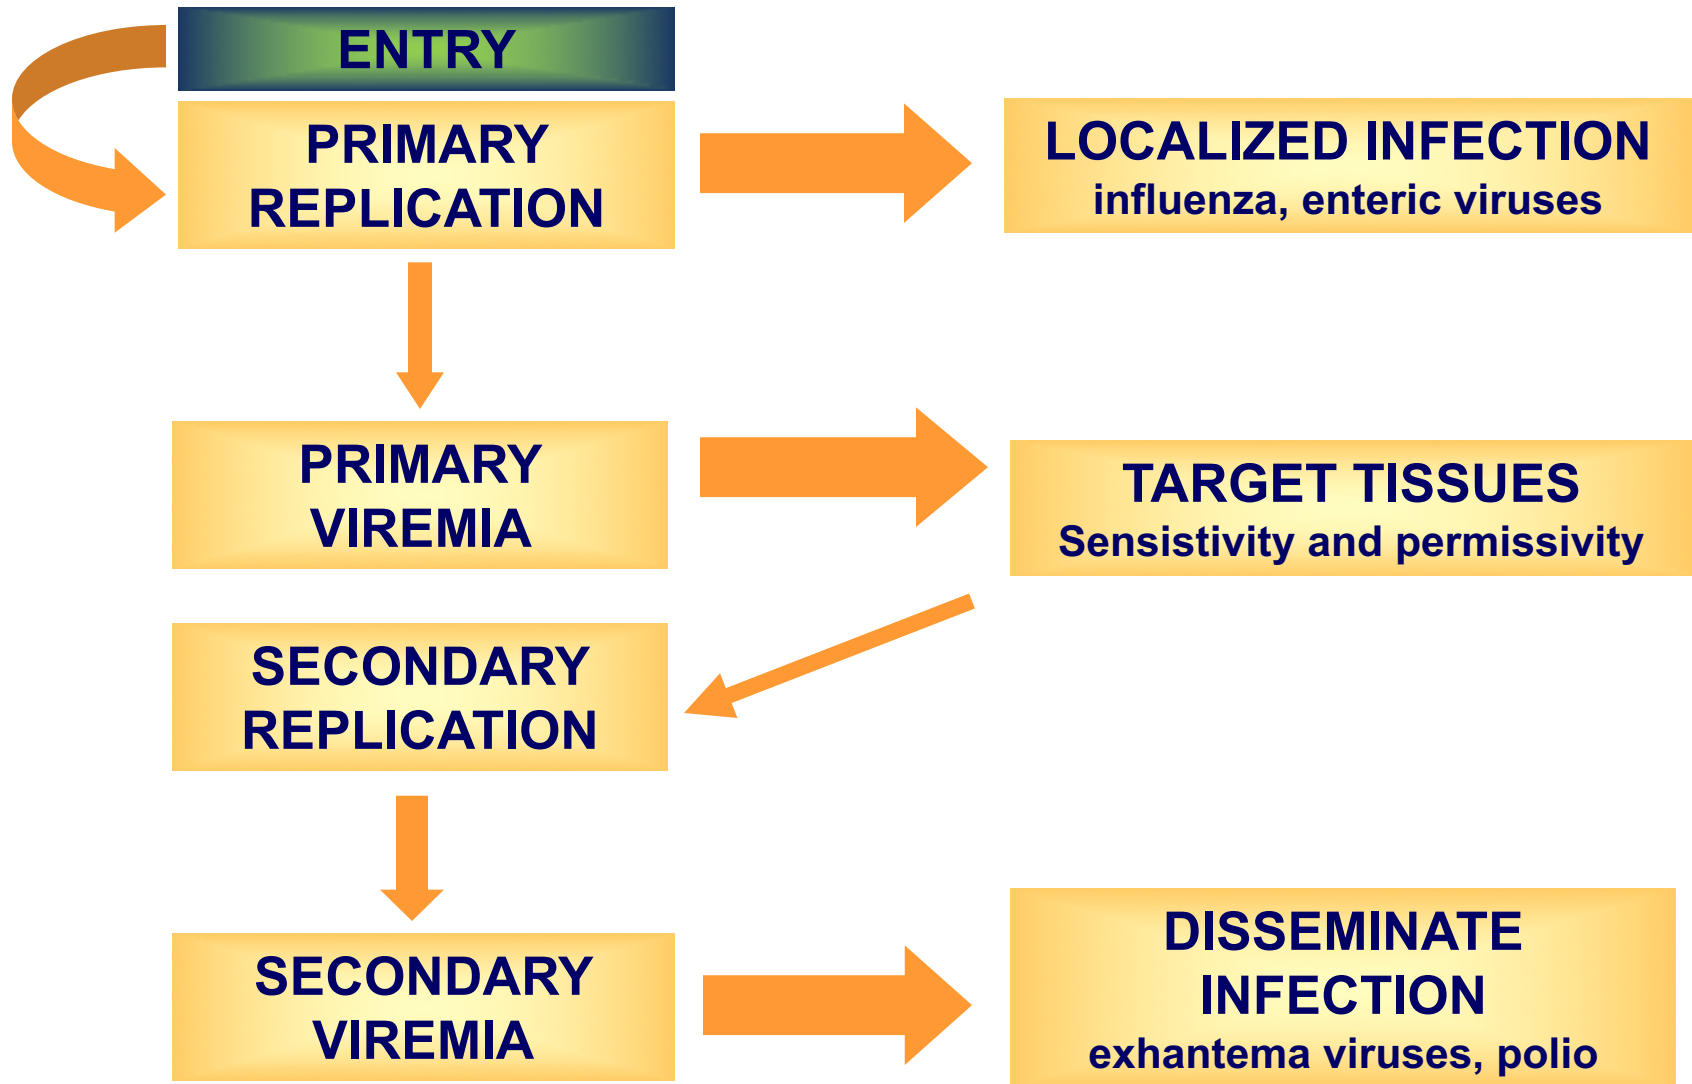 ENTRY
PRIMARY
REPLICATION
LOCALIZED INFECTION
influenza, enteric viruses
PRIMARY
VIREMIA
TARGET TISSUES
Sensistivity and permissivity
SECONDARY
REPLICATION
SECONDARY
VIREMIA
DISSEMINATE
INFECTION
exhantema viruses, polio